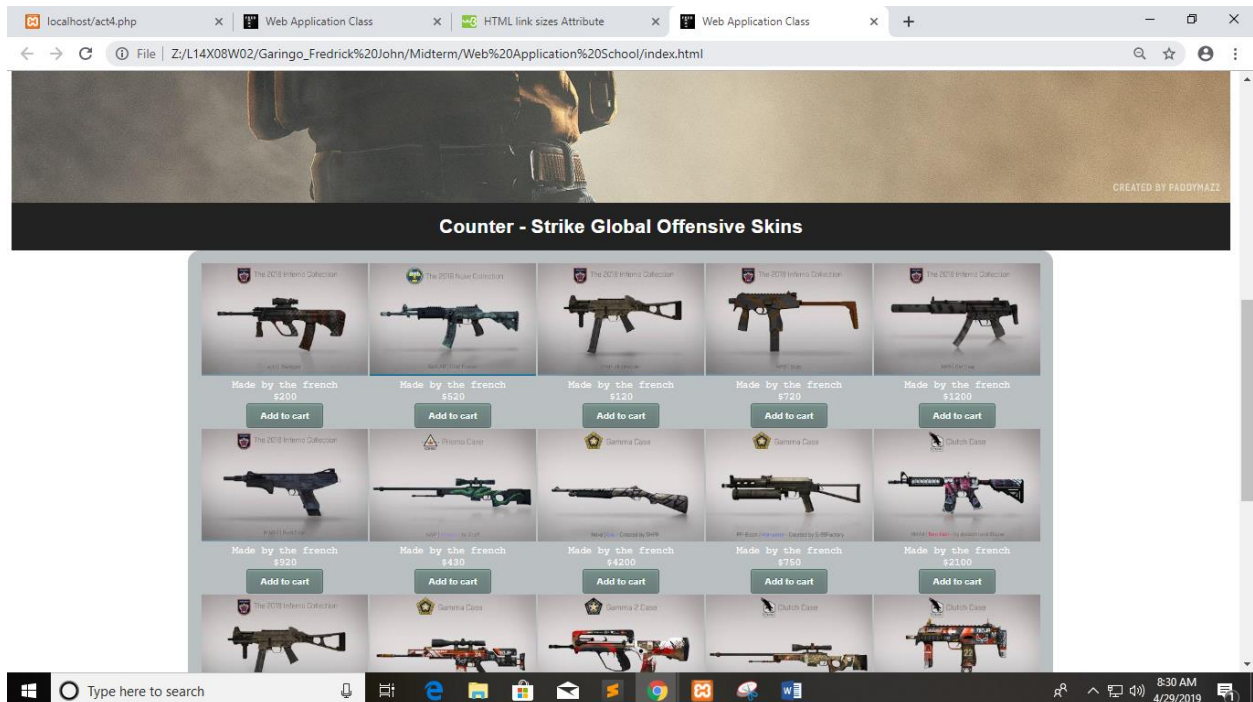 localhost/act4.php
Web Application Class
HTML link sizes Attribute
Web Application Class
File | Z:/L14X08W02/Garingo_Fredrick%20John/Midterm/Web%20Application%20School/index.html
CREATED BY PADDYMAZZ
Counter - Strike Global Offensive Skins
The 2018 Inferno Collection
The 2018 Nuke Collection
The 2018 Inferno Collection
The 2018 Inferno Collection
The 2018 Inferno Collection
Made by the french
$200
Add to cart
Made by the french
$520
Add to cart
Made by the french
$120
Add to cart
Made by the french
$720
Add to cart
Made by the french
$1200
Add to cart
The 2018 Inferno Collection
Prisma Case
Gamma Case
Gamma Case
Clutch Case
Made by the french
$920
Add to cart
Made by the french
$430
Add to cart
Made by the french
$4200
Add to cart
Made by the french
$750
Add to cart
Made by the french
$2100
Add to cart
The 2018 Inferno Collection
Gamma Case
Gamma 2 Case
Clutch Case
Clutch Case
Type here to search
8:30 AM
4/29/2019